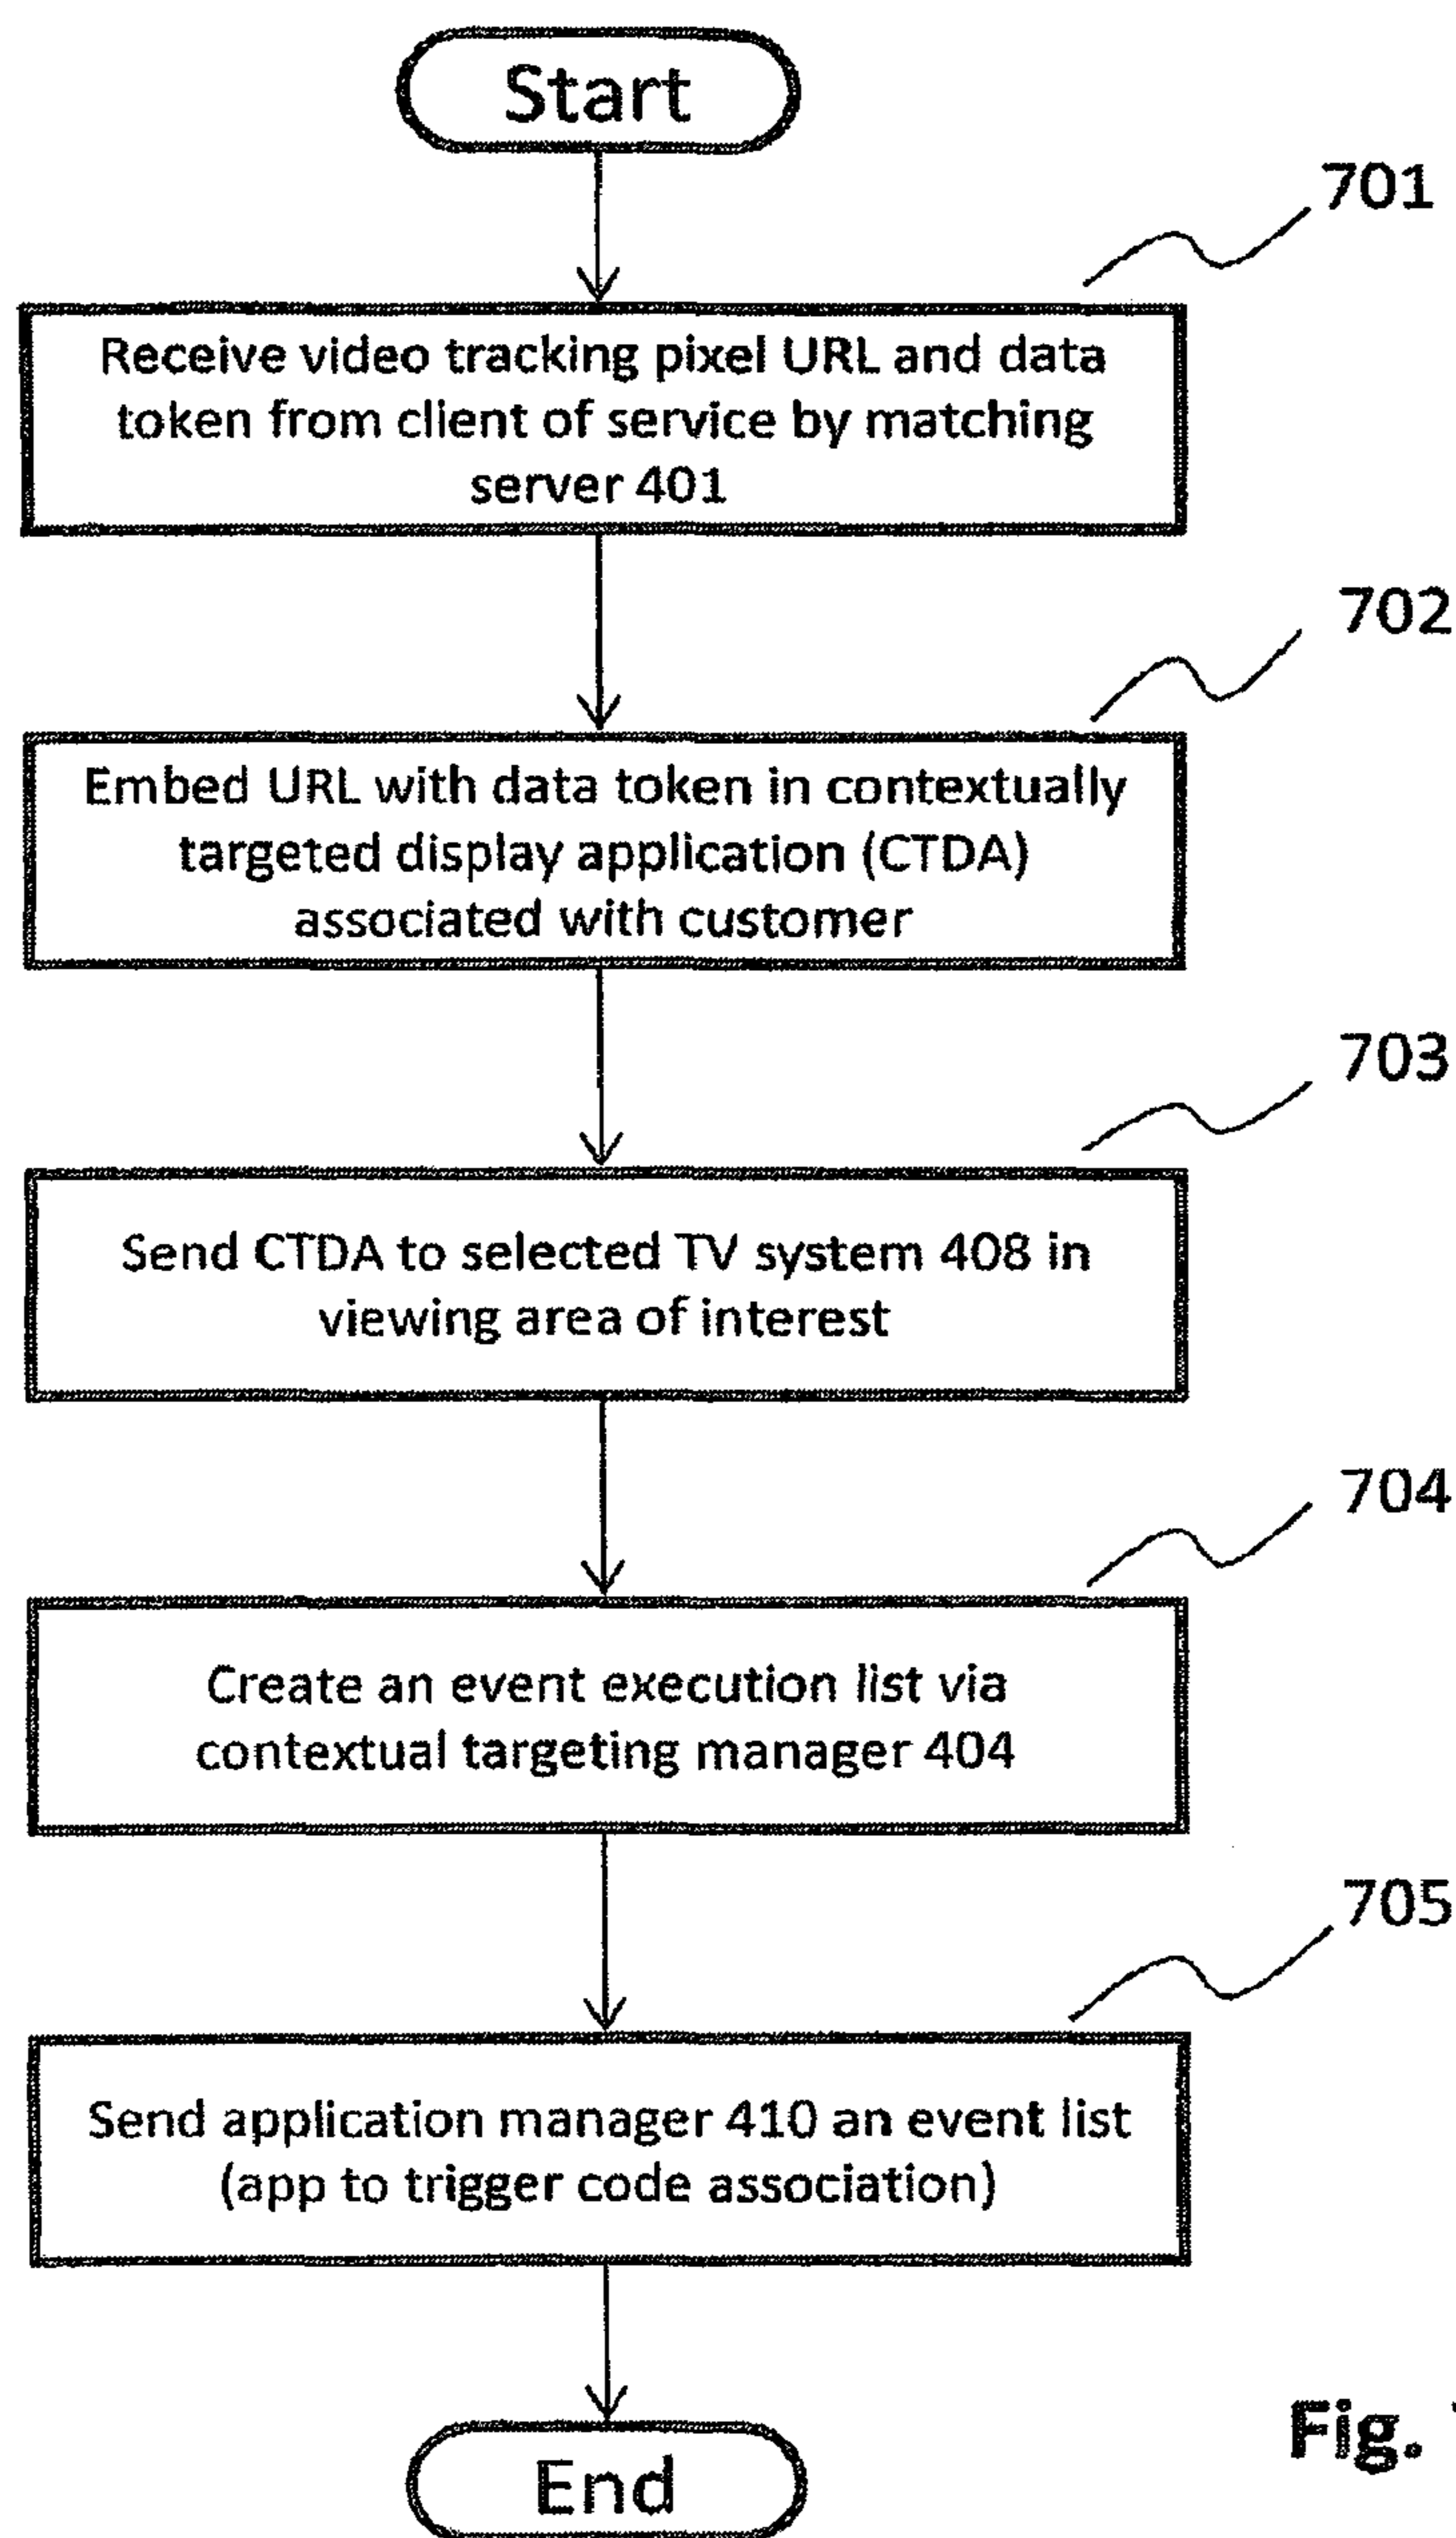 Start
701
Receive video tracking pixel URL and data
token from client of service by matching
server 401
702
Embed URL with data token in contextually
targeted display application (CTDA)
associated with customer
703
Send CTDA to selected TV system 408 in
viewing area of interest
704
Create an event execution list via
contextual targeting manager 404
705
Send application manager 410 an event list
(app to trigger code association)
End
Fig.